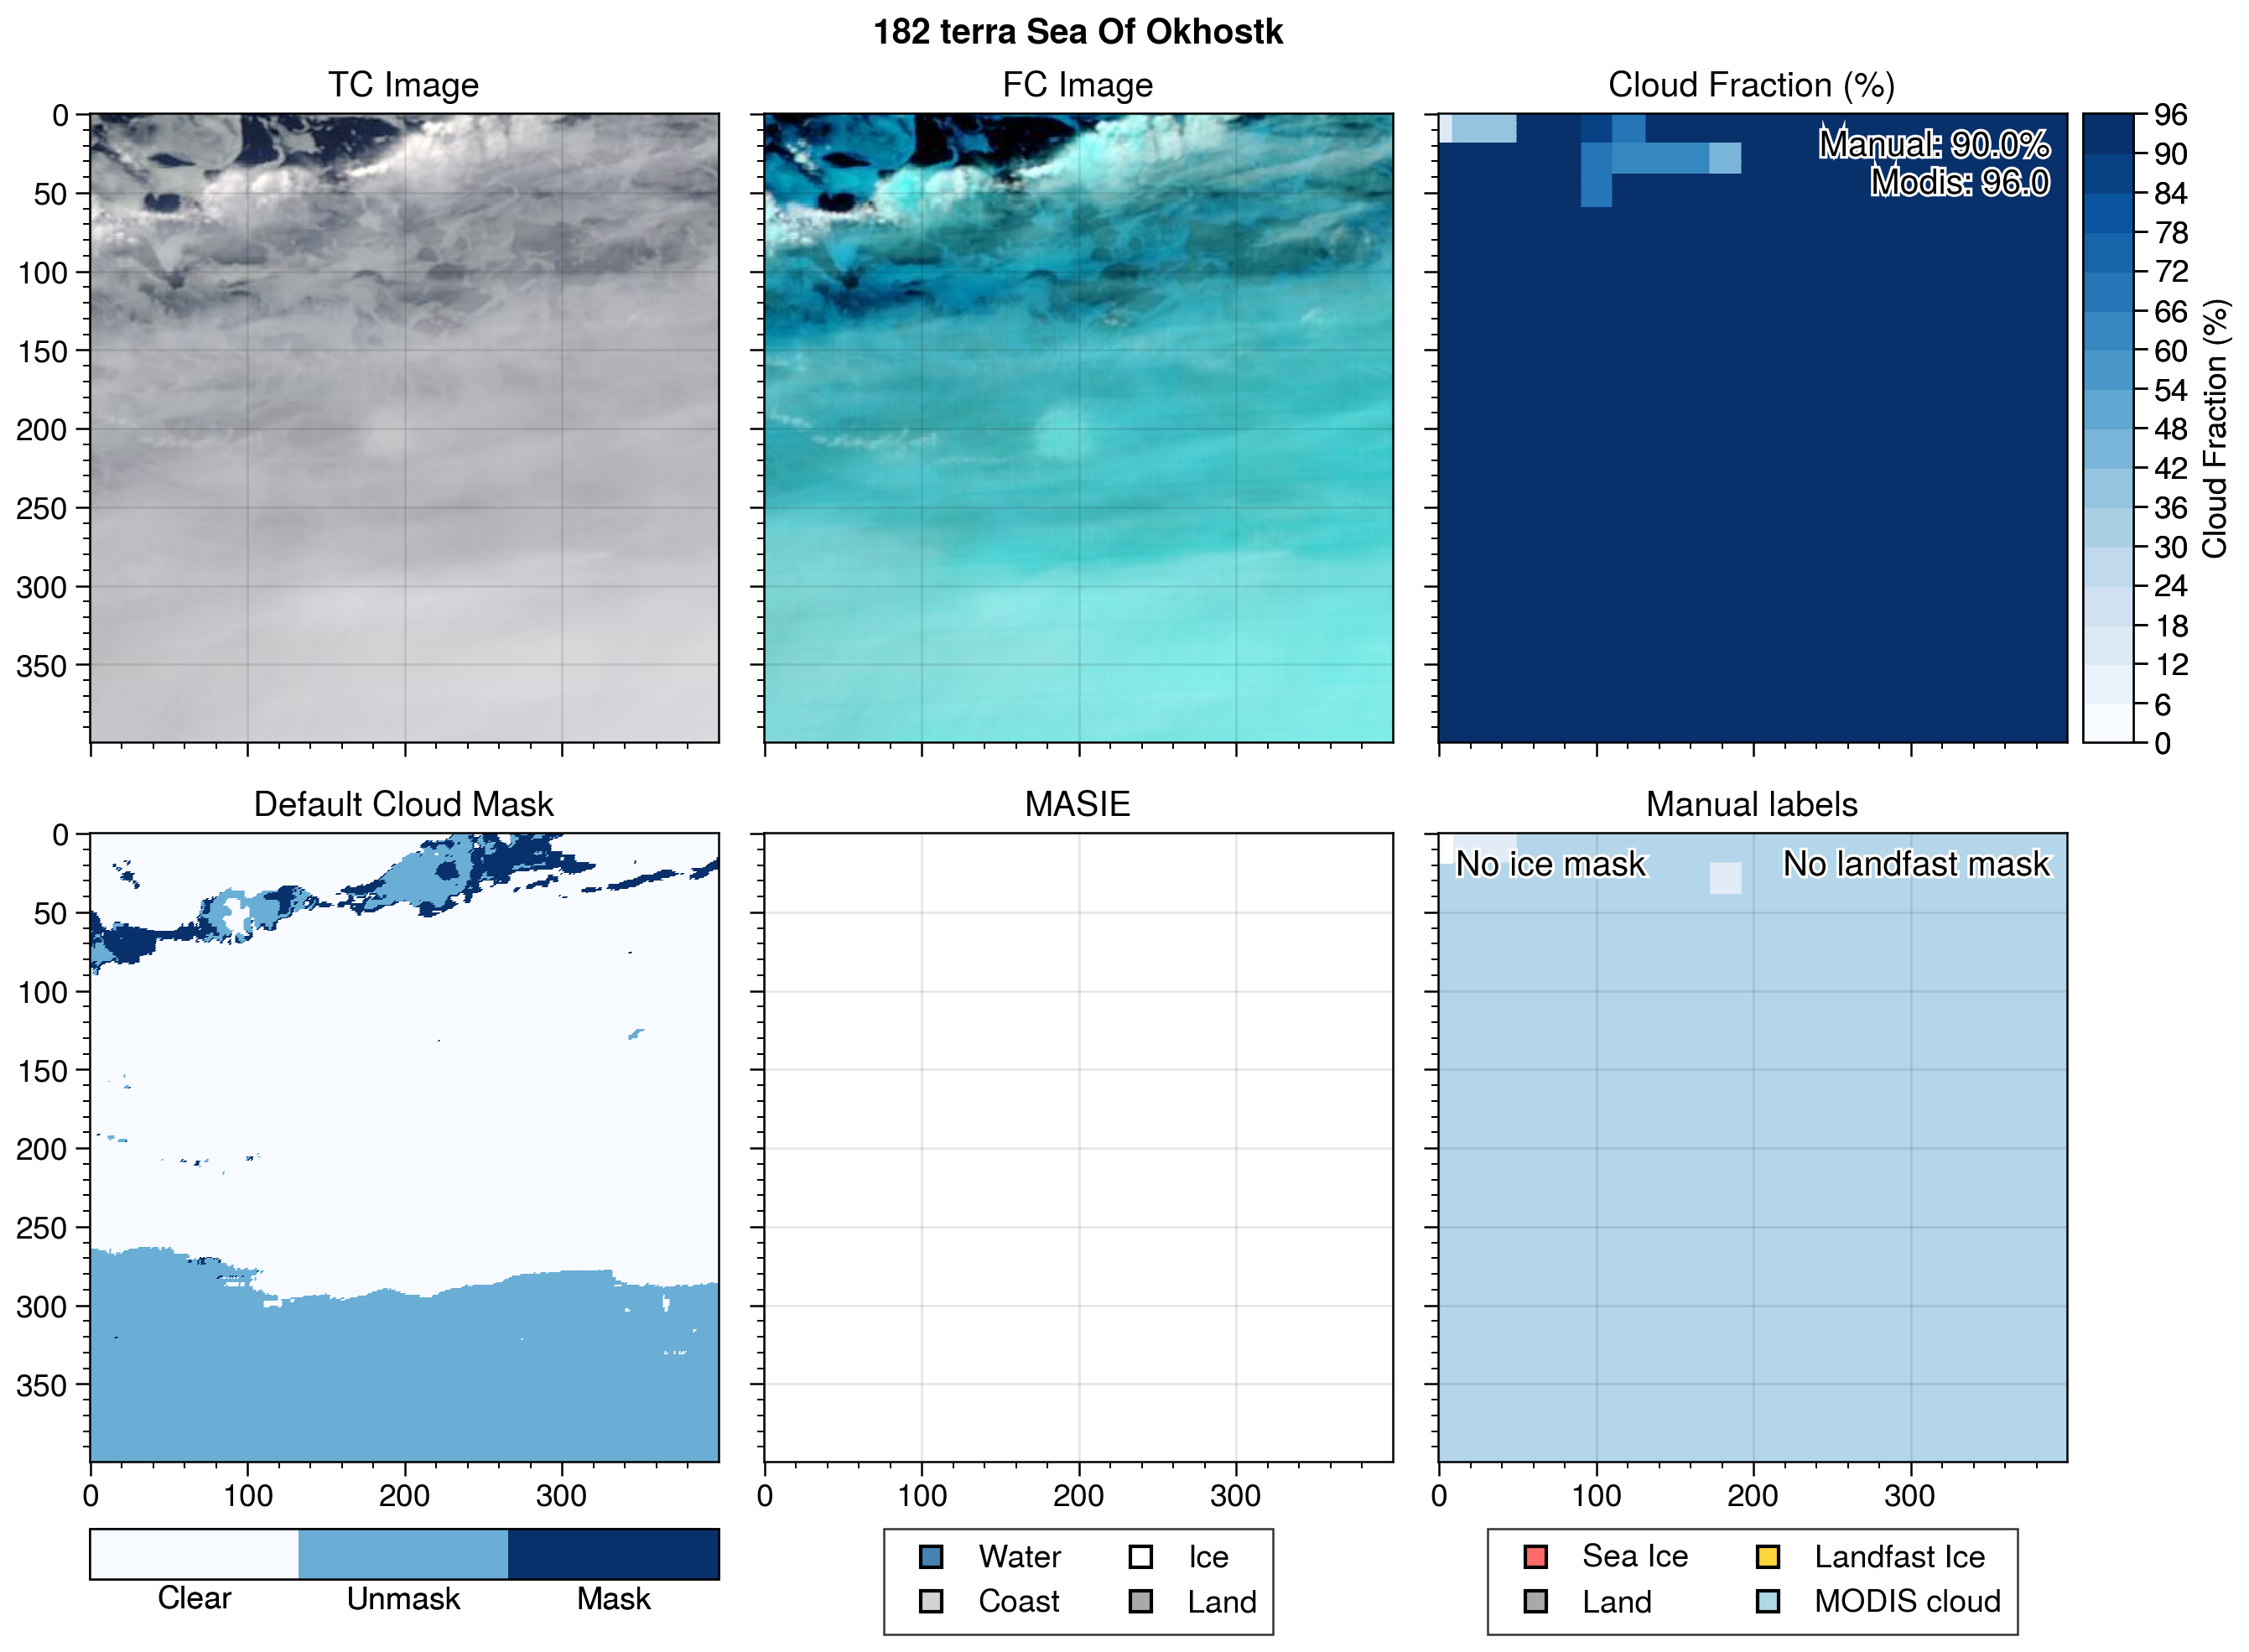 182 terra Sea Of Okhostk
TC Image
FC Image
Cloud Fraction (%)
0
50
100
150
200
250
300
350
Manual: 90.0%
Modis: 96.0
96
90
84
78
72
66
60
54
48
42
36
30
24
18
12
6
0
Cloud Fraction (%)
Default Cloud Mask
MASIE
Manual labels
0
50
100
150
200
250
300
350
No ice mask
No landfast mask
0 100 200 300
0 100 200 300
0 100 200 300
Clear
Unmask
Mask
Water
Ice
Coast
Land
Sea Ice
Landfast Ice
Land
MODIS cloud